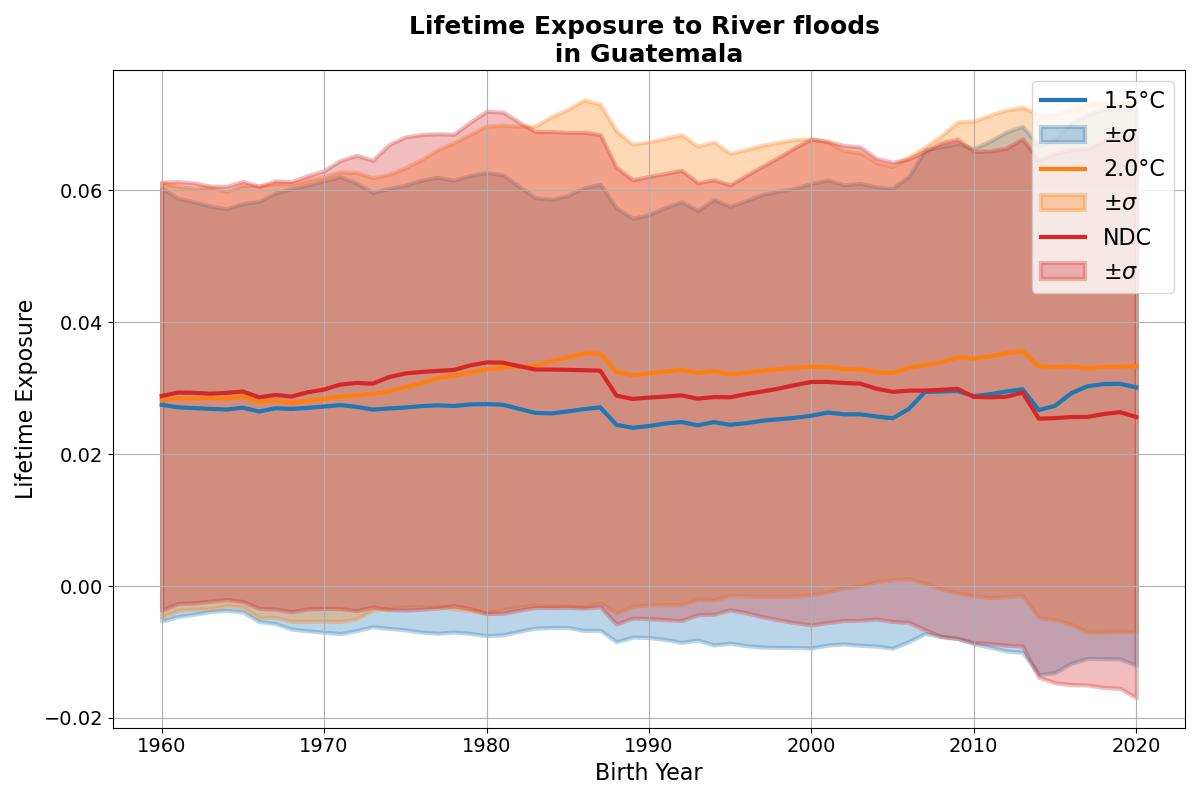 Lifetime Exposure to River floods
in Guatemala
1.5°C
±σ
2.0°C
±σ
NDC
±σ
Lifetime Exposure
0.06
0.04
0.02
0.00
−0.02
1960
1970
1980
1990
2000
2010
2020
Birth Year